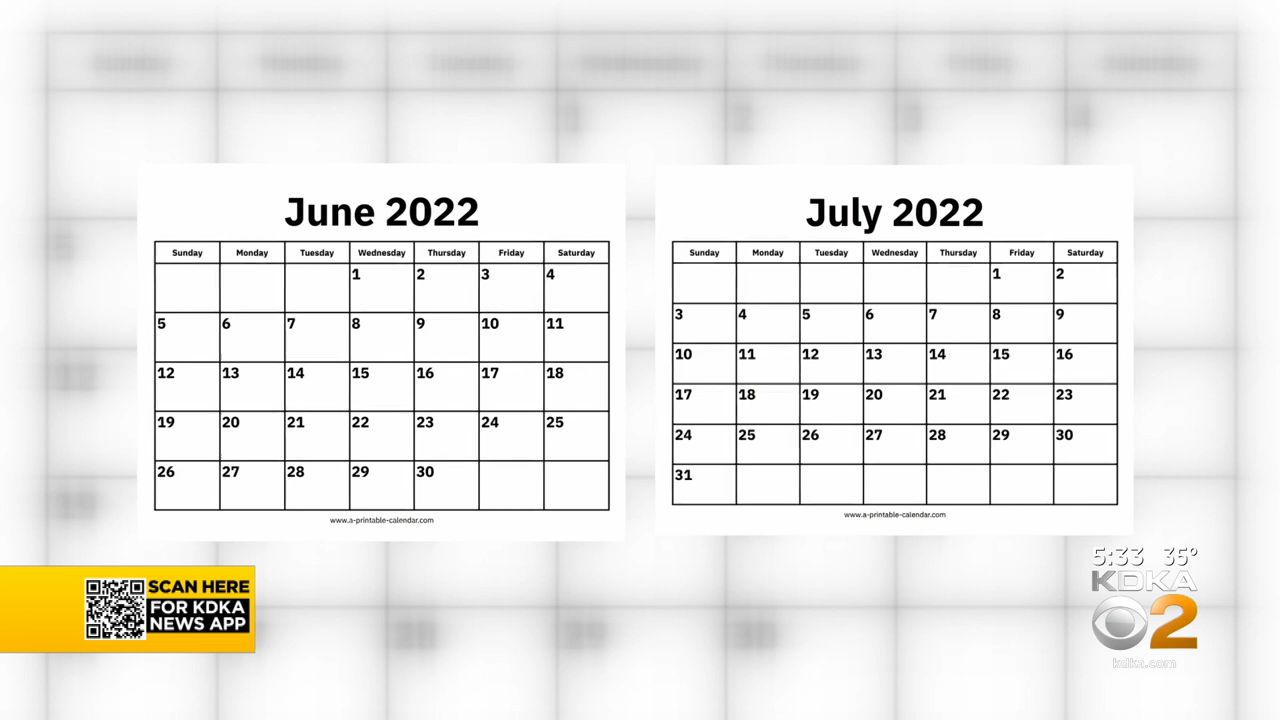 June 2022
Sunday Monday Tuesday Wednesday Thursday Friday Saturday
1 2 3 4
5 6 7 8 9 10 11
12 13 14 15 16 17 18
19 20 21 22 23 24 25
26 27 28 29 30
www.a-printable-calendar.com
July 2022
Sunday Monday Tuesday Wednesday Thursday Friday Saturday
1 2
3 4 5 6 7 8 9
10 11 12 13 14 15 16
17 18 19 20 21 22 23
24 25 26 27 28 29 30
31
www.a-printable-calendar.com
SCAN HERE
FOR KDKA
NEWS APP
5:33 35°
KDKA
2
kdka.com